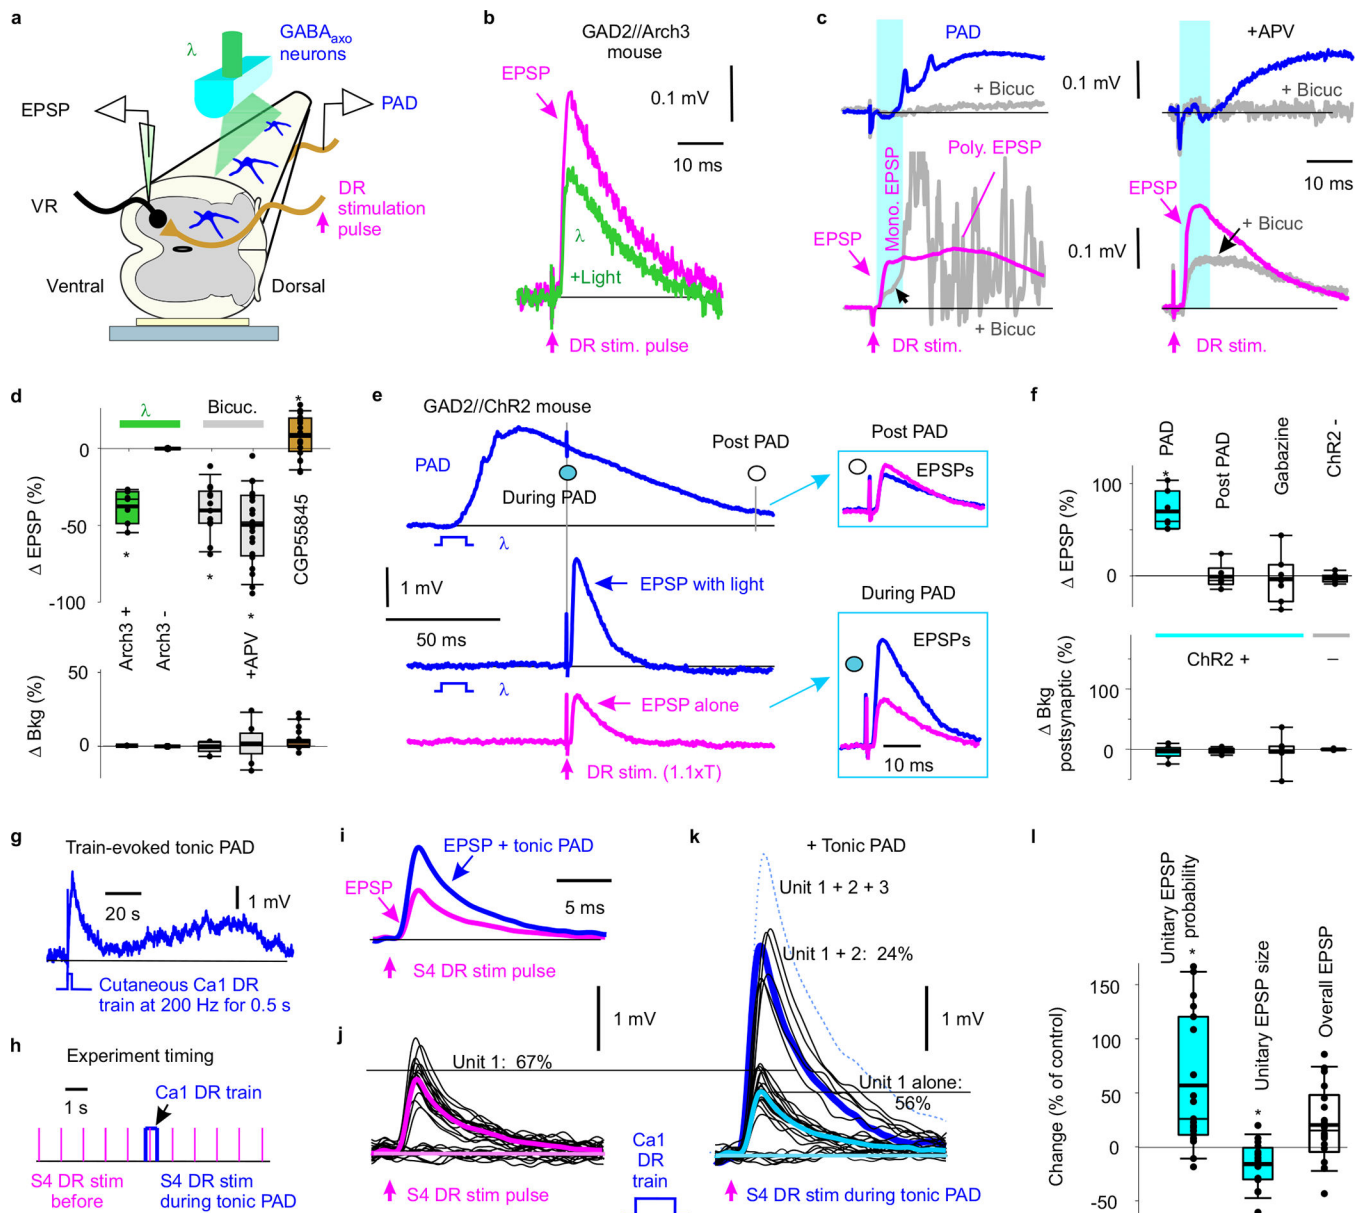 a
λ
GABAaxo
neurons
EPSP
PAD
VR
DR
stimulation
pulse
Ventral
Dorsal
b
GAD2//Arch3
mouse
EPSP
0.1 mV
10 ms
λ
+Light
DR stim. pulse
c
PAD
+ Bicuc
Mono. EPSP
Poly. EPSP
EPSP
+ Bicuc
DR stim.
+APV
0.1 mV
+ Bicuc
10 ms
EPSP
+ Bicuc
0.1 mV
DR stim.
d
λ
Bicuc.
*
0
-50
-100
Δ EPSP (%)
*
*
*
CGP55845
Arch3 +
Arch3 -
+APV
50
0
Δ Bkg (%)
e
GAD2//ChR2 mouse
PAD
During PAD
Post PAD
λ
1 mV
50 ms
EPSP with light
λ
EPSP alone
DR stim. (1.1xT)
Post PAD
EPSPs
During PAD
EPSPs
10 ms
f
PAD
Post PAD
Gabazine
ChR2 -
*
100
0
Δ EPSP (%)
ChR2 +
–
100
0
Δ Bkg
postsynaptic (%)
g
Train-evoked tonic PAD
20 s
1 mV
Cutaneous Ca1 DR
train at 200 Hz for 0.5 s
h
Experiment timing
1 s
Ca1 DR train
S4 DR stim
before
S4 DR stim
during tonic PAD
i
EPSP + tonic PAD
EPSP
5 ms
S4 DR stim pulse
1 mV
j
Unit 1: 67%
S4 DR stim pulse
k
+ Tonic PAD
Unit 1 + 2 + 3
Unit 1 + 2: 24%
1 mV
Unit 1 alone:
56%
Ca1
DR
train
S4 DR stim during tonic PAD
l
Unitary EPSP
probability
*
Unitary EPSP size
*
Overall EPSP
150
100
50
0
-50
Change (% of control)